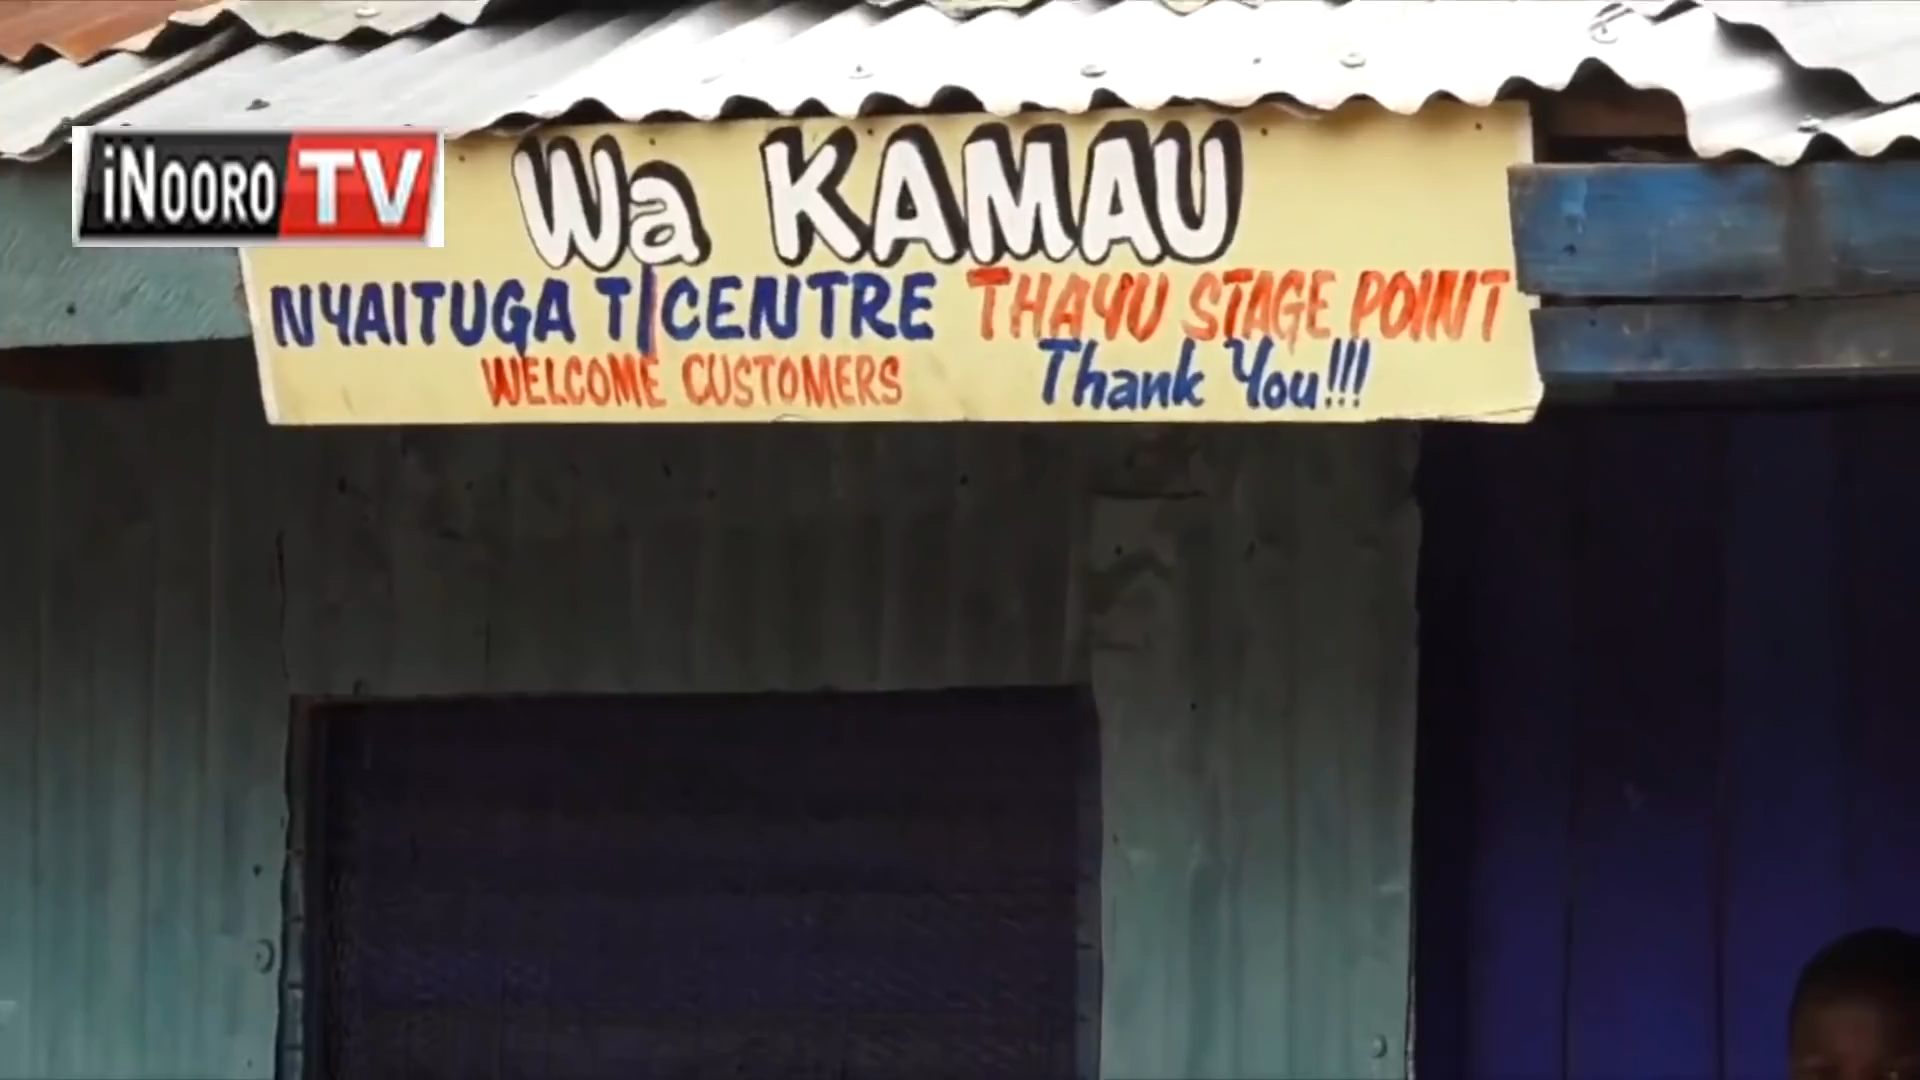 iNOORO TV
Wa KAMAU
NYAITUGA T/CENTRE THAYU STAGE POINT
WELCOME CUSTOMERS Thank You!!!